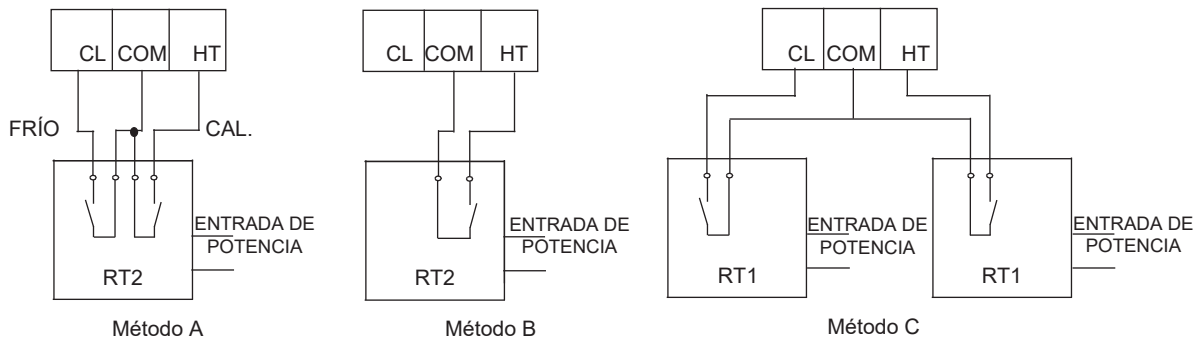 CL COM HT
FRÍO CAL.
ENTRADA DE
POTENCIA
RT2
Método A
CL COM HT
ENTRADA DE
POTENCIA
RT2
Método B
CL COM HT
ENTRADA DE
POTENCIA
RT1
ENTRADA DE
POTENCIA
RT1
Método C